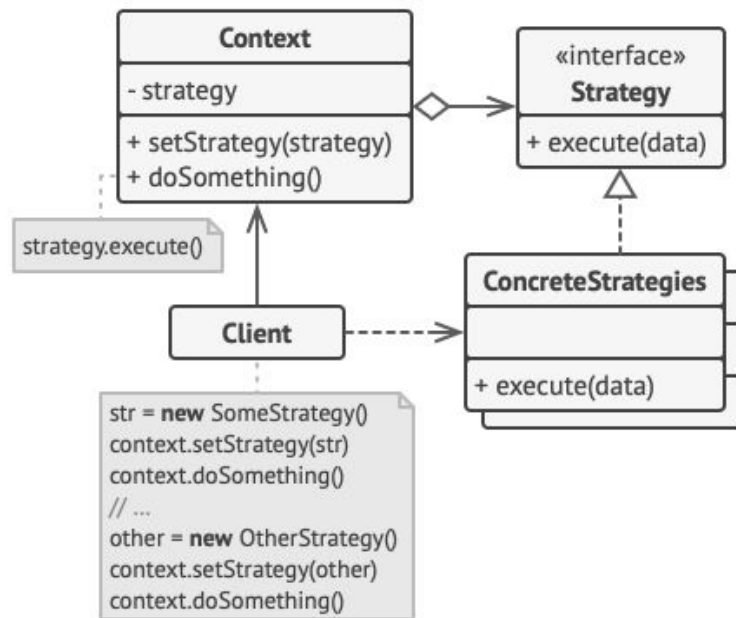 Context
- strategy
+ setStrategy(strategy)
+ doSomething()
strategy.execute()
«interface»
Strategy
+ execute(data)
Client
ConcreteStrategies
+ execute(data)
str = new SomeStrategy()
context.setStrategy(str)
context.doSomething()
// ...
other = new OtherStrategy()
context.setStrategy(other)
context.doSomething()